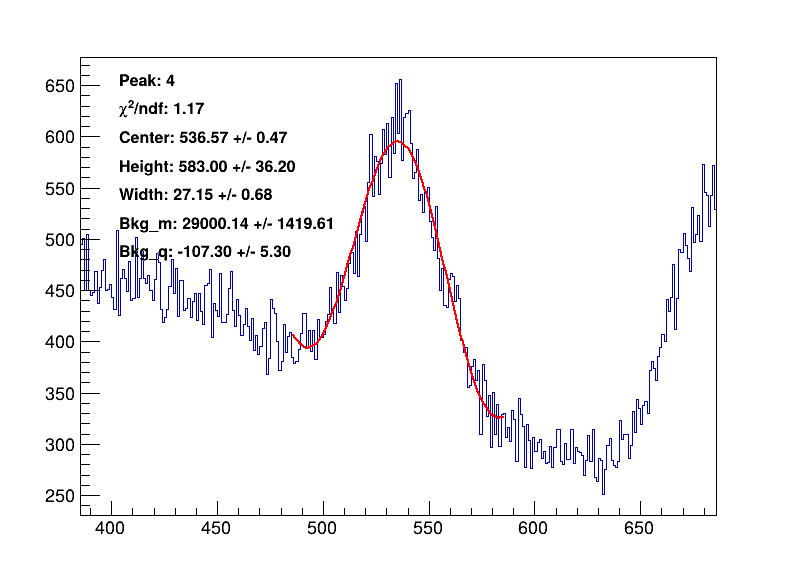 Peak: 4
χ²/ndf: 1.17
Center: 536.57 +/- 0.47
Height: 583.00 +/- 36.20
Width: 27.15 +/- 0.68
Bkg_m: 29000.14 +/- 1419.61
Bkg_q: -107.30 +/- 5.30
650
600
550
500
450
400
350
300
250
400 450 500 550 600 650